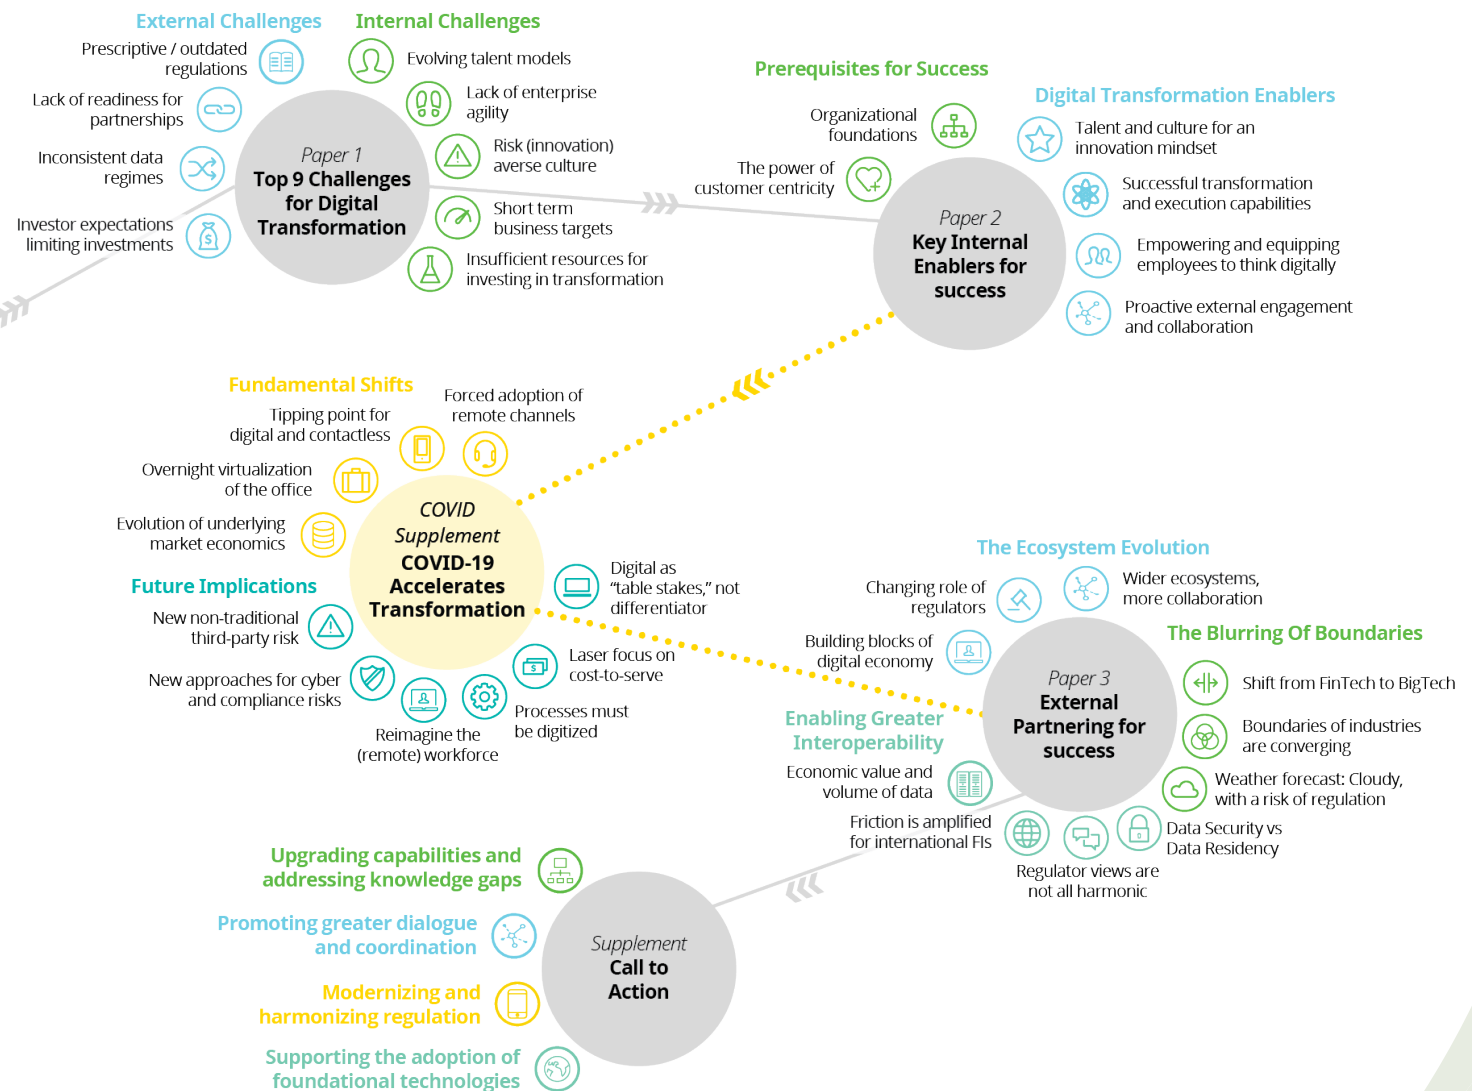 External Challenges
Prescriptive / outdated
regulations
Lack of readiness for
partnerships
Inconsistent data
regimes
Investor expectations
limiting investments
Internal Challenges
Evolving talent models
Lack of enterprise
agility
Risk (innovation)
averse culture
Short term
business targets
Insufficient resources for
investing in transformation
Paper 1
Top 9 Challenges
for Digital
Transformation
Prerequisites for Success
Organizational
foundations
The power of
customer centricity
Digital Transformation Enablers
Talent and culture for an
innovation mindset
Successful transformation
and execution capabilities
Empowering and equipping
employees to think digitally
Proactive external engagement
and collaboration
Paper 2
Key Internal
Enablers for
success
Fundamental Shifts
Forced adoption of
remote channels
Tipping point for
digital and contactless
Overnight virtualization
of the office
Evolution of underlying
market economics
COVID
Supplement
COVID-19
Accelerates
Transformation
Future Implications
New non-traditional
third-party risk
New approaches for cyber
and compliance risks
Reimagine the
(remote) workforce
Processes must
be digitized
Laser focus on
cost-to-serve
Digital as
“table stakes,” not
differentiator
The Ecosystem Evolution
Changing role of
regulators
Building blocks of
digital economy
Wider ecosystems,
more collaboration
The Blurring Of Boundaries
Shift from FinTech to BigTech
Boundaries of industries
are converging
Weather forecast: Cloudy,
with a risk of regulation
Paper 3
External
Partnering for
success
Enabling Greater
Interoperability
Economic value and
volume of data
Friction is amplified
for international FIs
Regulator views are
not all harmonic
Data Security vs
Data Residency
Upgrading capabilities and
addressing knowledge gaps
Promoting greater dialogue
and coordination
Modernizing and
harmonizing regulation
Supporting the adoption of
foundational technologies
Supplement
Call to
Action